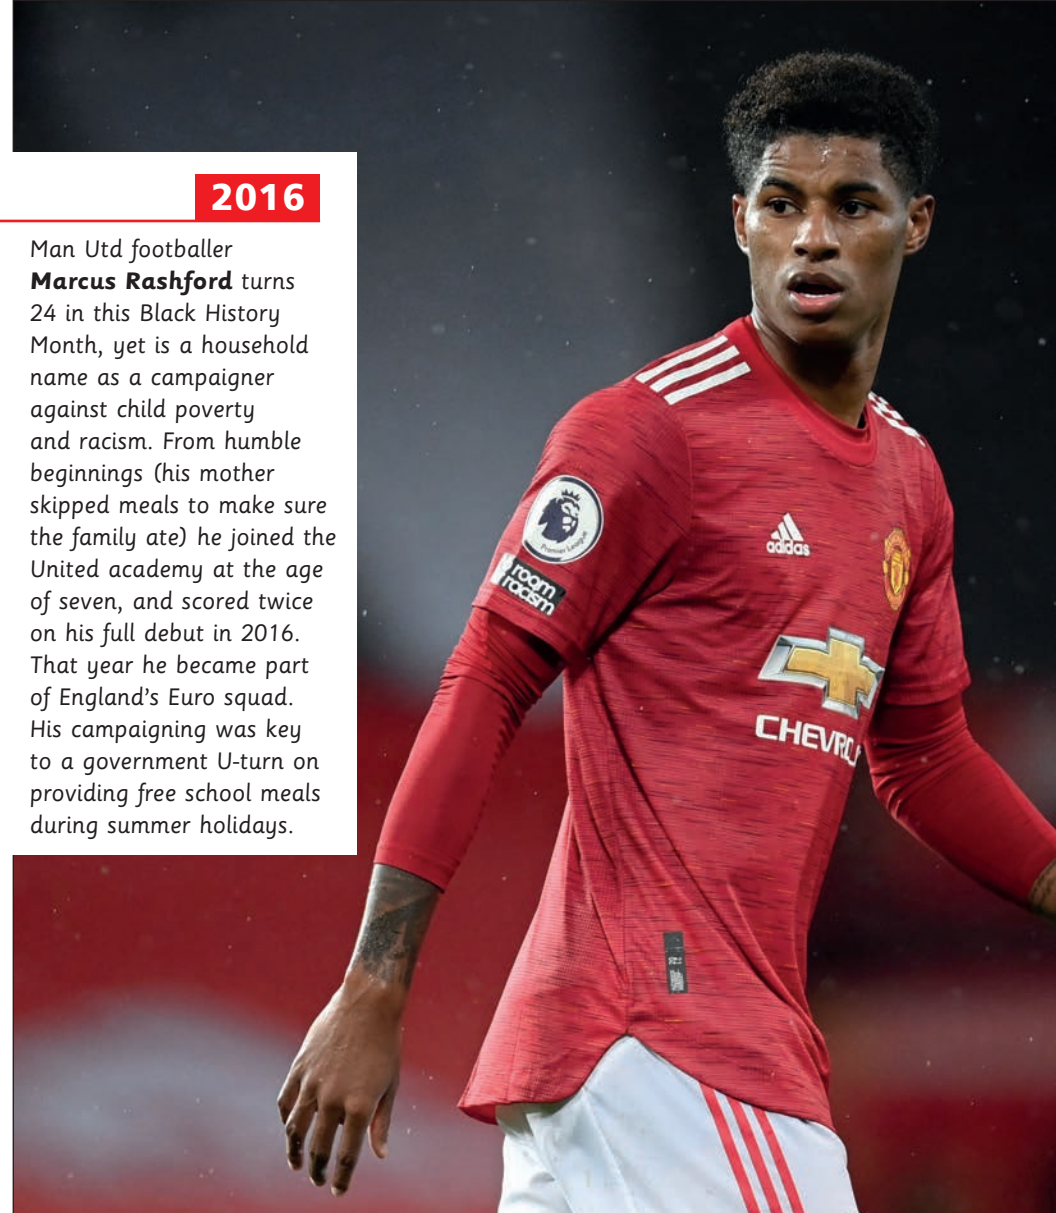 2016
Man Utd footballer
Marcus Rashford turns
24 in this Black History
Month, yet is a household
name as a campaigner
against child poverty
and racism. From humble
beginnings (his mother
skipped meals to make sure
the family ate) he joined the
United academy at the age
of seven, and scored twice
on his full debut in 2016.
That year he became part
of England's Euro squad.
His campaigning was key
to a government U-turn on
providing free school meals
during summer holidays.
Premier League
room
racism
adidas
CHEVRO